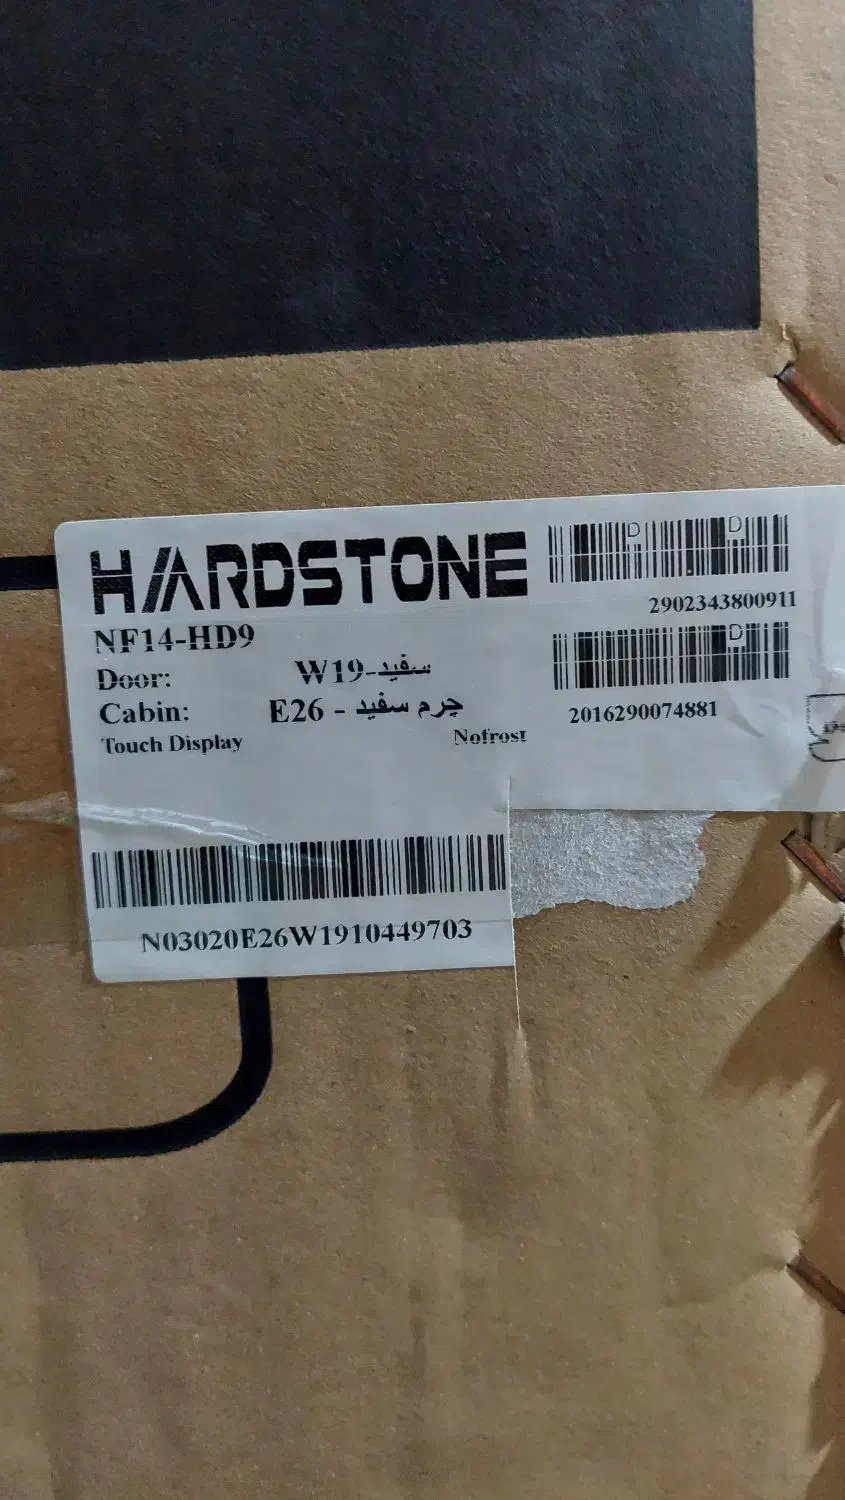 HARDSTONE
2902343800911
NF14-HD9
Door: W19-سفید
Cabin: E26 - چرم سفید
2016290074881
Touch Display Nofrost
N03020E26W1910449703